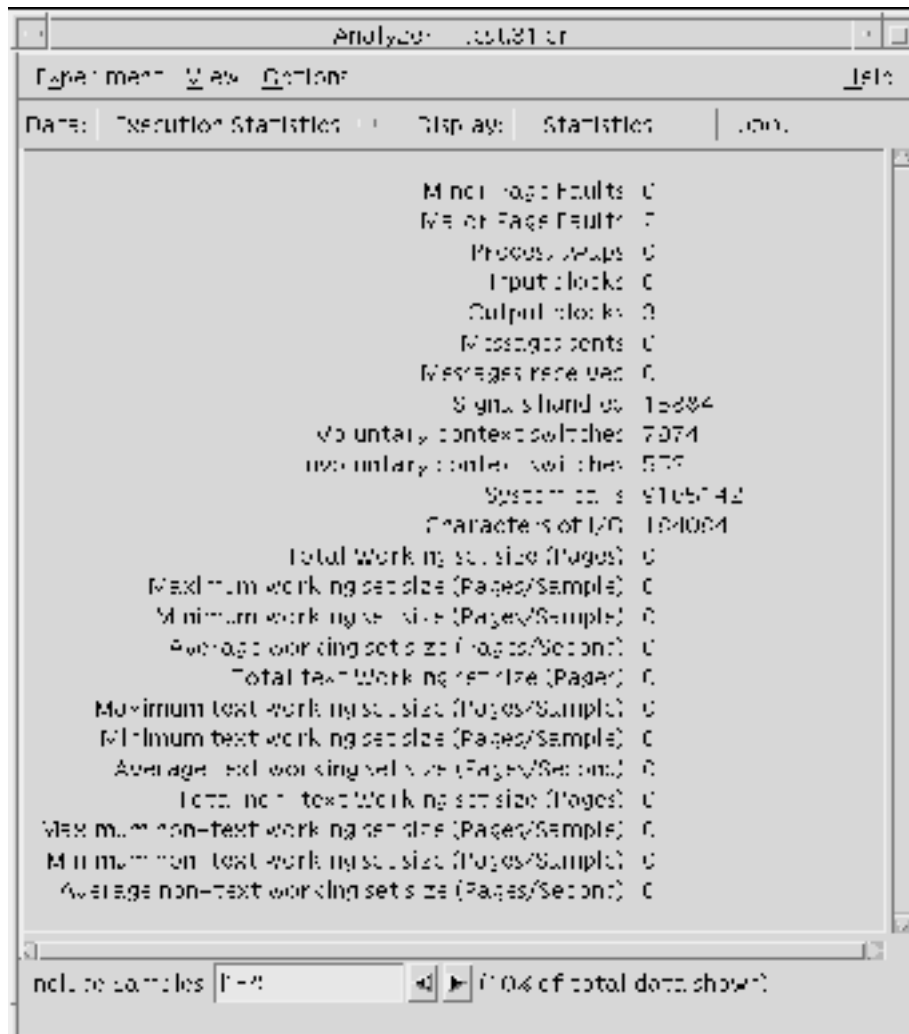 Analyzer
Experiment View Options Help
Data: Execution Statistics Display: Statistics
Minor Page Faults 0
Major Page Faults
Process swaps 0
Input blocks 0
Output blocks
Messages sents 0
Messages received 0
Signals handled
Voluntary context switches 7874
Involuntary context switches
System calls
Characters of I/O
Total Working set size (Pages) 0
Maximum working set size (Pages/Sample) 0
Minimum working set size (Pages/Sample) 0
Average working set size (Pages/Second) 0
Total text Working set size (Pages) 0
Maximum text working set size (Pages/Sample) 0
Minimum text working set size (Pages/Sample) 0
Average text working set size (Pages/Second) 0
Total non-text Working set size (Pages) 0
Maximum non-text working set size (Pages/Sample) 0
Minimum non-text working set size (Pages/Sample) 0
Average non-text working set size (Pages/Second) 0
Include samples of total data shown)